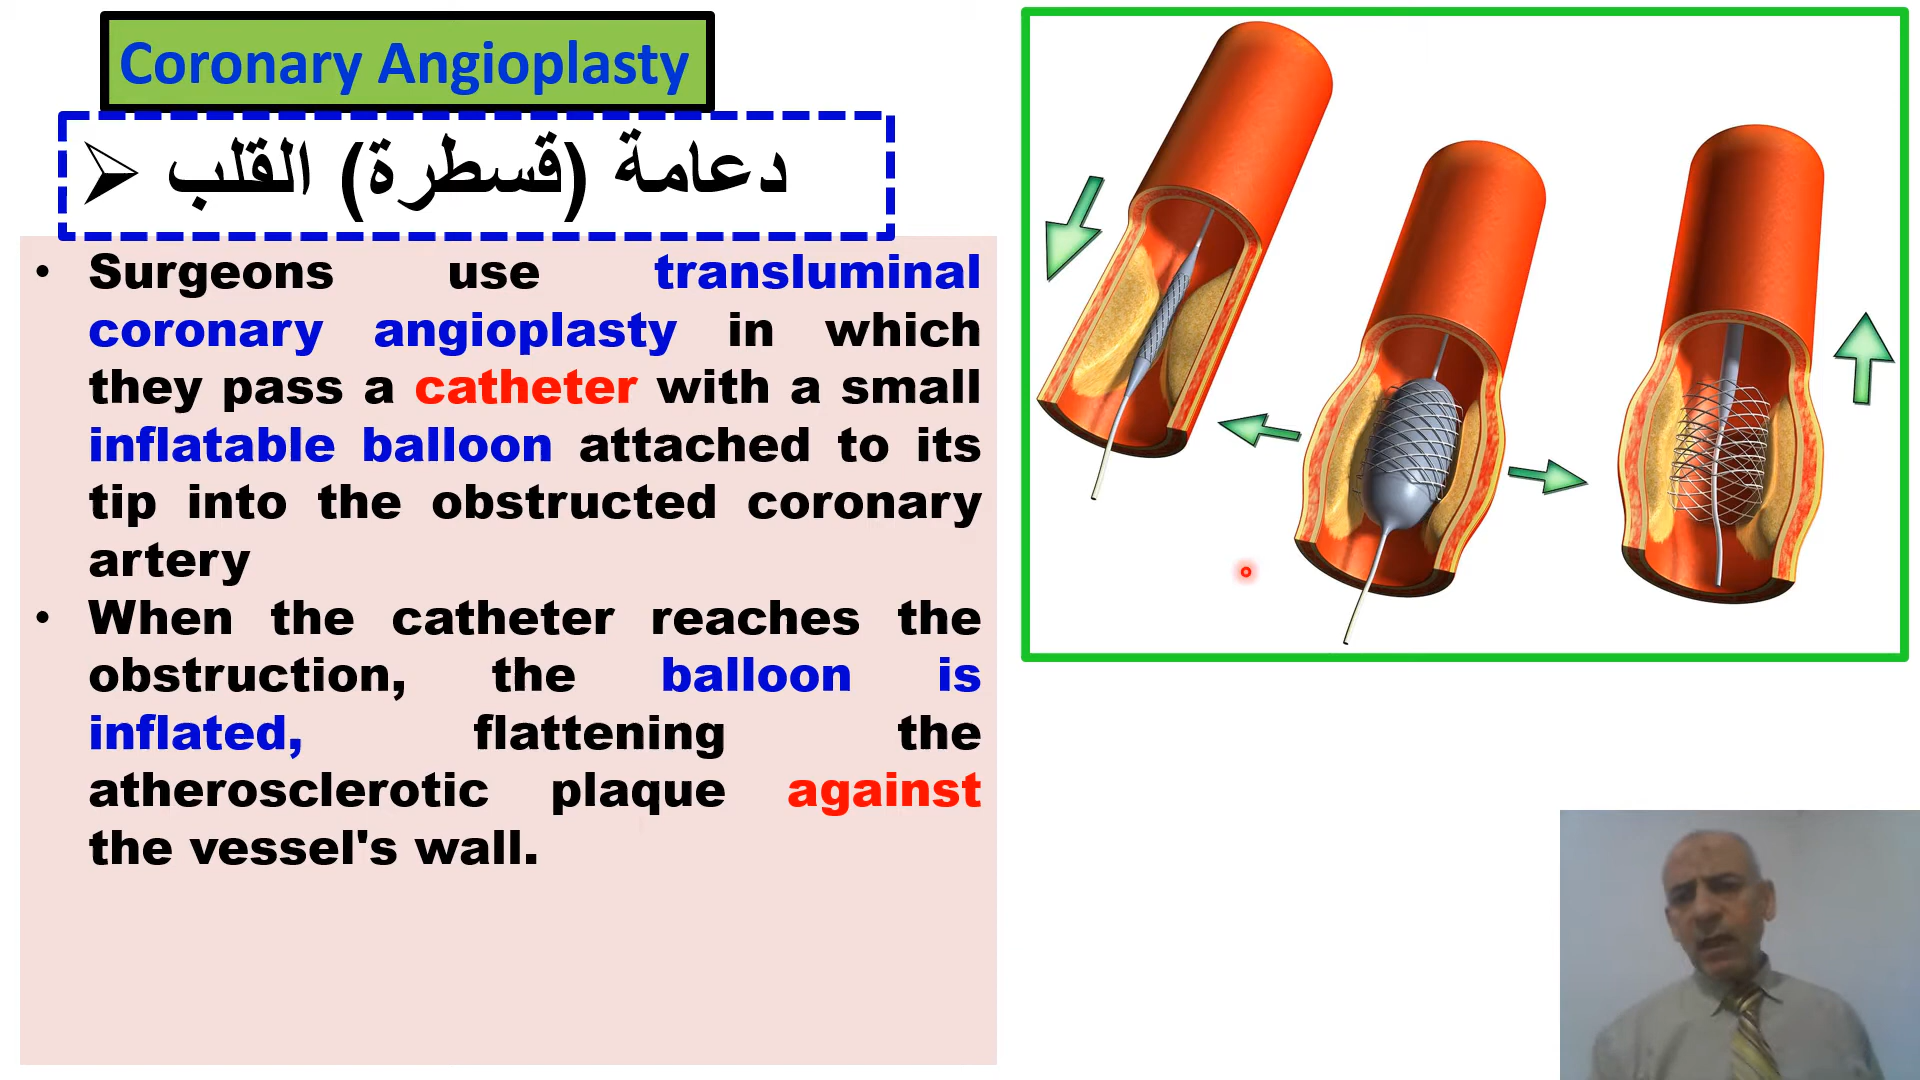 Coronary Angioplasty
دعامة (قسطرة) القلب
• Surgeons use transluminal
coronary angioplasty in which
they pass a catheter with a small
inflatable balloon attached to its
tip into the obstructed coronary
artery
• When the catheter reaches the
obstruction, the balloon is
inflated, flattening the
atherosclerotic plaque against
the vessel's wall.